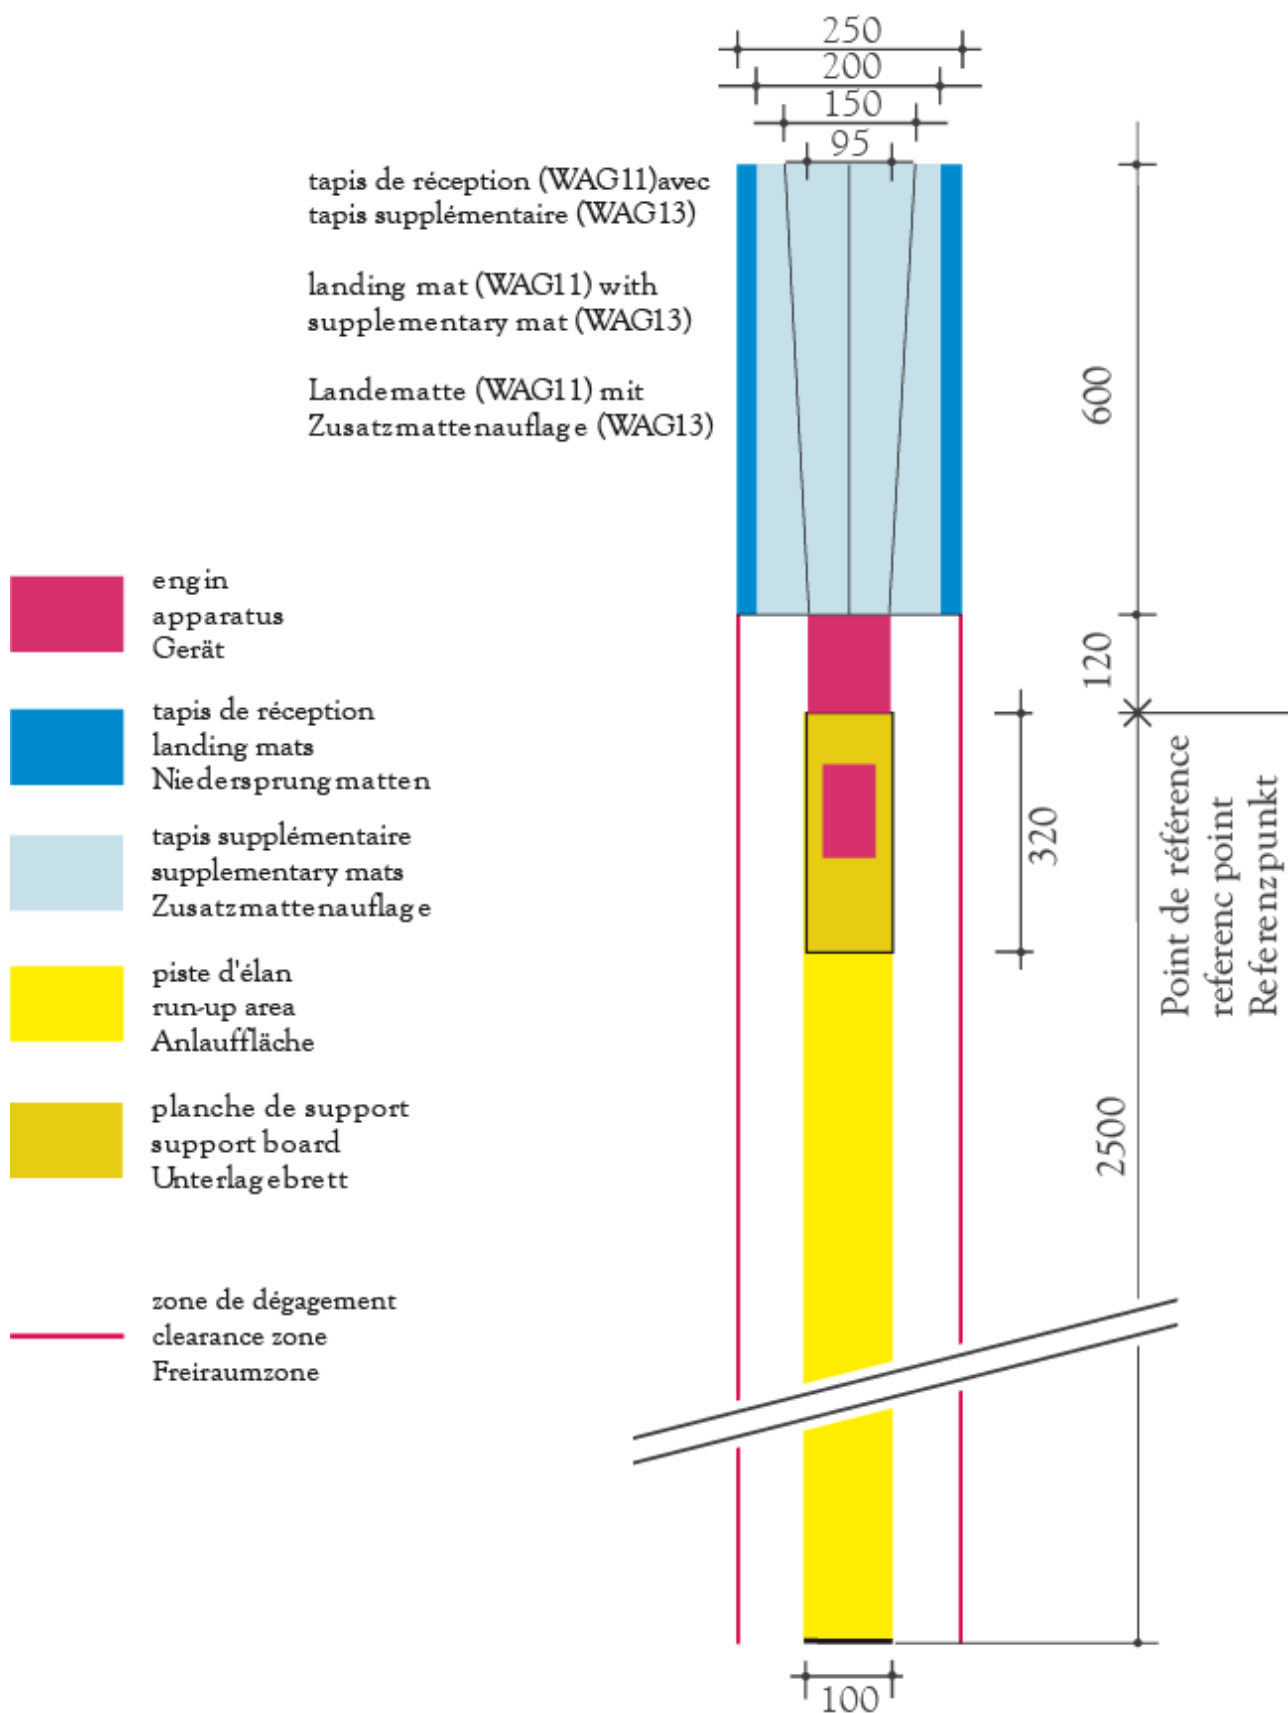 250
200
150
95
tapis de réception (WAG11)avec
tapis supplémentaire (WAG13)
landing mat (WAG11) with
supplementary mat (WAG13)
Landematte (WAG11) mit
Zusatzmattenauflage (WAG13)
600
engin
apparatus
Gerät
120
tapis de réception
landing mats
Niedersprungmatten
320
Point de référence
referenc point
Referenzpunkt
tapis supplémentaire
supplementary mats
Zusatzmattenauflage
piste d'élan
run-up area
Anlauffläche
2500
planche de support
support board
Unterlagebrett
zone de dégagement
clearance zone
Freiraumzone
100